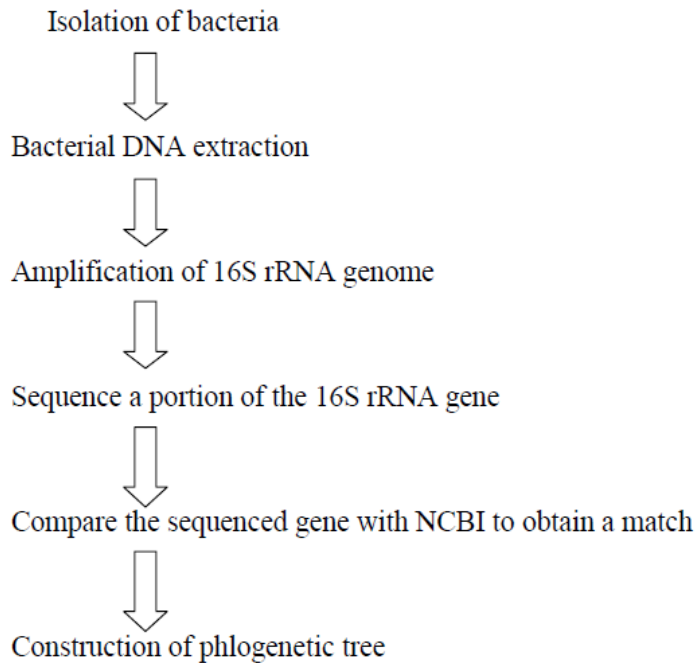 Isolation of bacteria
Bacterial DNA extraction
Amplification of 16S rRNA genome
Sequence a portion of the 16S rRNA gene
Compare the sequenced gene with NCBI to obtain a match
Construction of phlogenetic tree